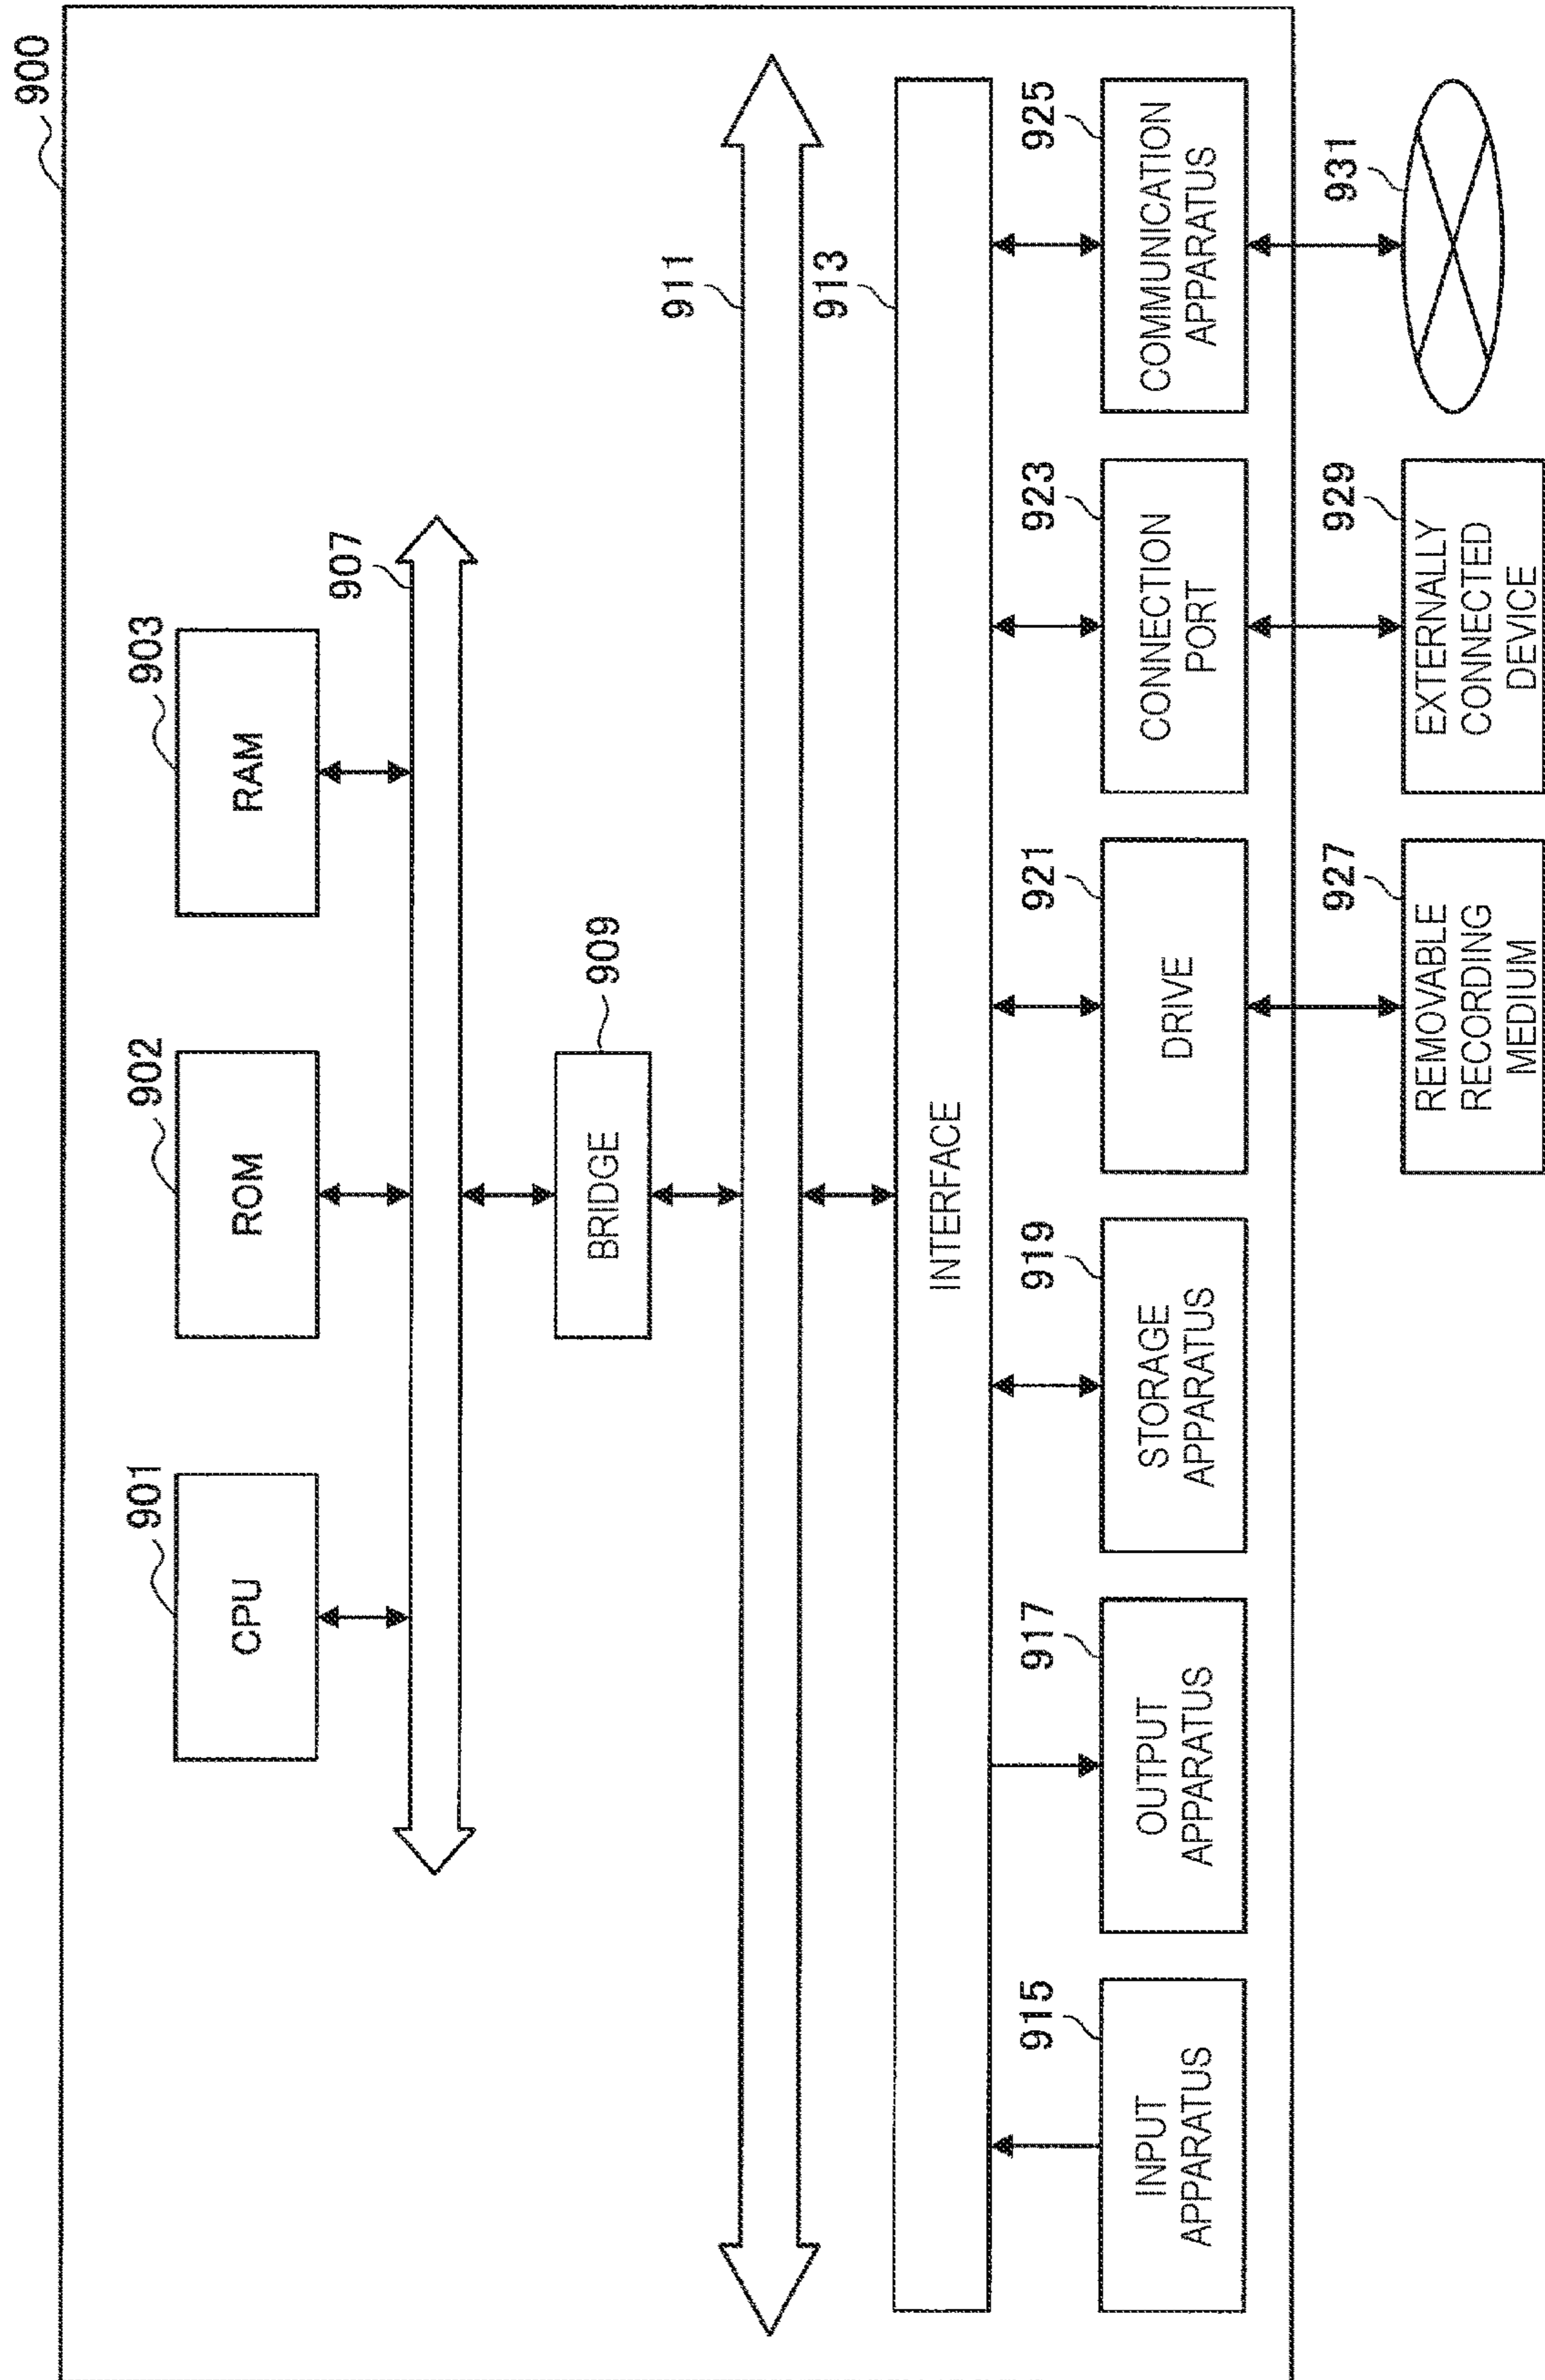 900
901
CPU
902
ROM
903
RAM
907
909
BRIDGE
911
913
INTERFACE
915
INPUT
APPARATUS
917
OUTPUT
APPARATUS
919
STORAGE
APPARATUS
921
DRIVE
923
CONNECTION
PORT
925
COMMUNICATION
APPARATUS
927
REMOVABLE
RECORDING
MEDIUM
929
EXTERNALLY
CONNECTED
DEVICE
931